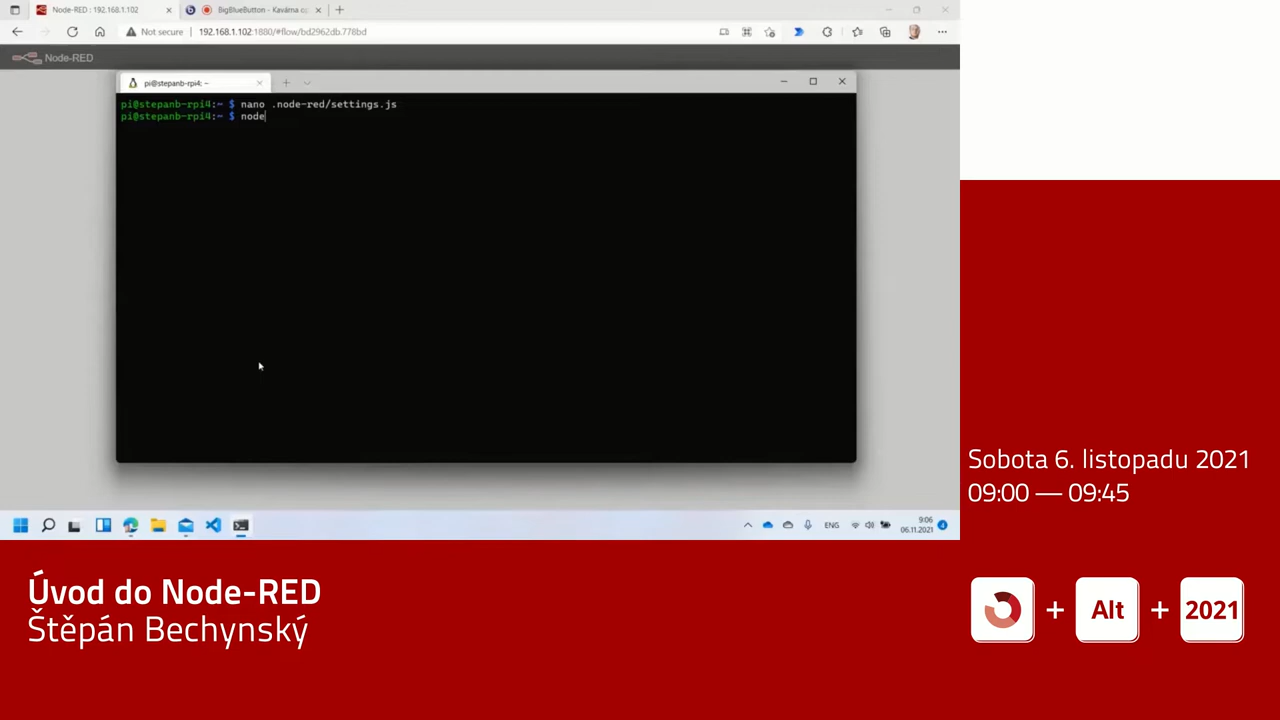 Node-RED : 192.168.1.102
BigBlueButton - Kavárna op
Not secure
192.168.1.102:1880/#flow/bd2962db.778bd
Node-RED
pi@stepanb-rpi4: ~
pi@stepanb-rpi4:~ $ nano .node-red/settings.js
pi@stepanb-rpi4:~ $ node
ENG
9:06
06.11.2021
4
Sobota 6. listopadu 2021
09:00 — 09:45
Úvod do Node-RED
Štěpán Bechynský
+ Alt + 2021